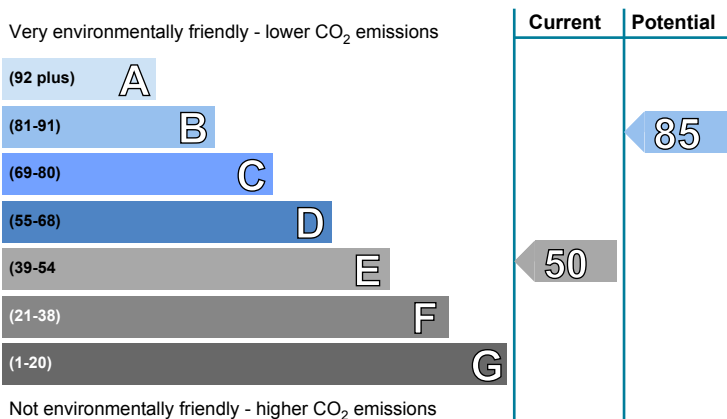 Current Potential
Very environmentally friendly - lower CO2 emissions
(92 plus) A
(81-91) B
85
(69-80) C
(55-68) D
(39-54 E
50
(21-38) F
(1-20) G
Not environmentally friendly - higher CO2 emissions